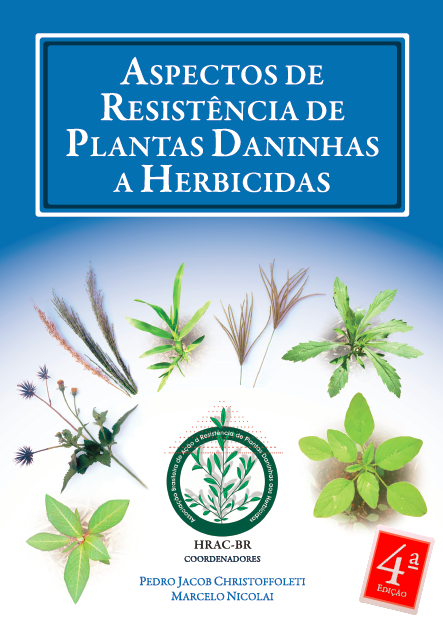 ASPECTOS DE
RESISTÊNCIA DE
PLANTAS DANINHAS
A HERBICIDAS
Associação Brasileira de Ação a Resistência de Plantas Daninhas aos Herbicidas
HRAC-BR
COORDENADORES
PEDRO JACOB CHRISTOFFOLETI
MARCELO NICOLAI
4ª
EDIÇÃO